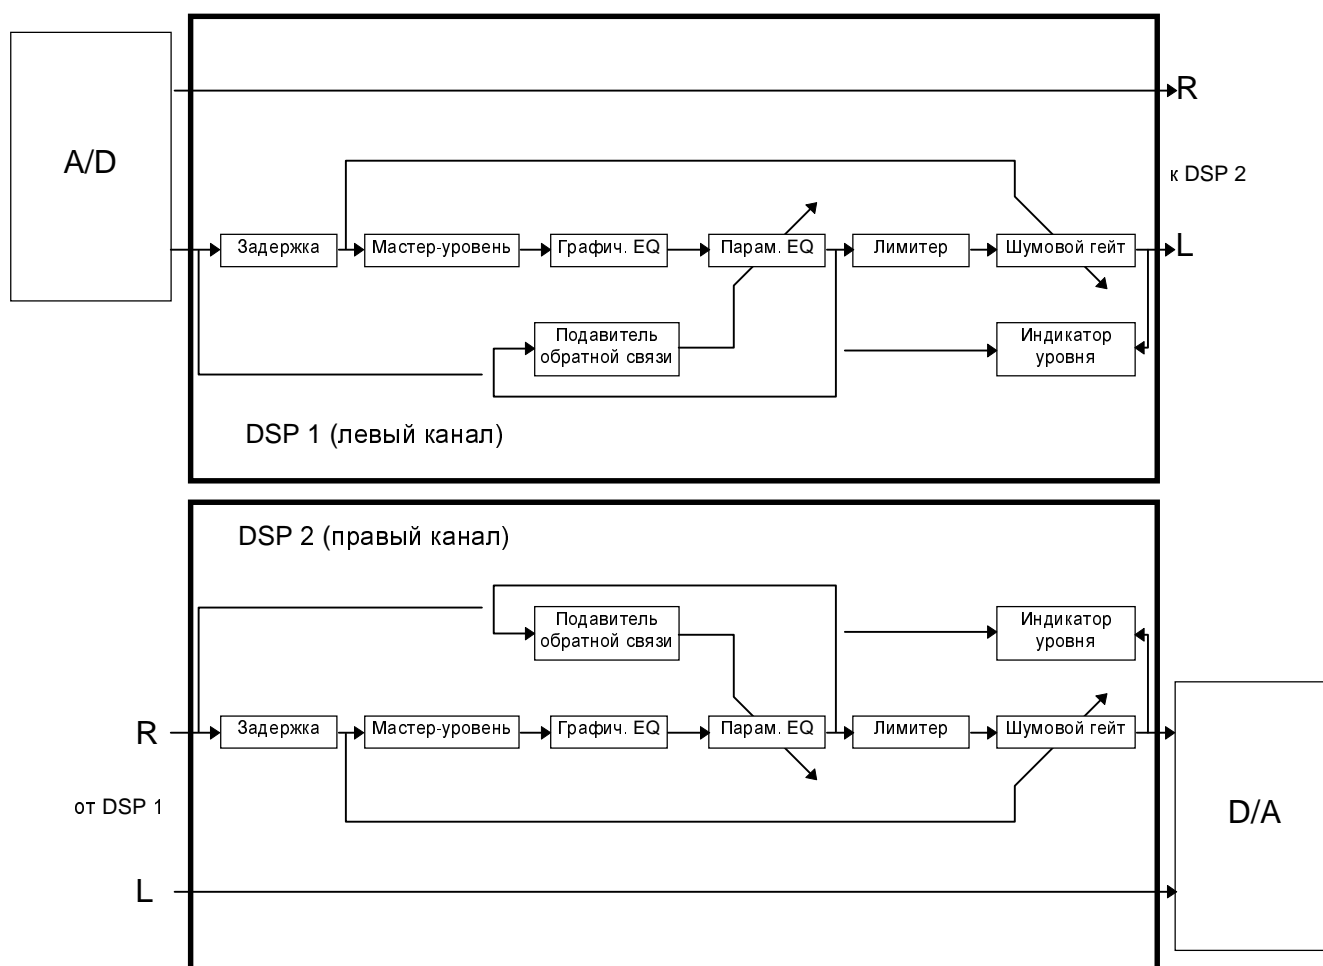 R
A/D
к DSP 2
Задержка
Мастер-уровень
Графич. EQ
Парам. EQ
Лимитер
Шумовой гейт
L
Подавитель
обратной связи
Индикатор
уровня
DSP 1 (левый канал)
DSP 2 (правый канал)
Подавитель
обратной связи
Индикатор
уровня
R
Задержка
Мастер-уровень
Графич. EQ
Парам. EQ
Лимитер
Шумовой гейт
от DSP 1
D/A
L